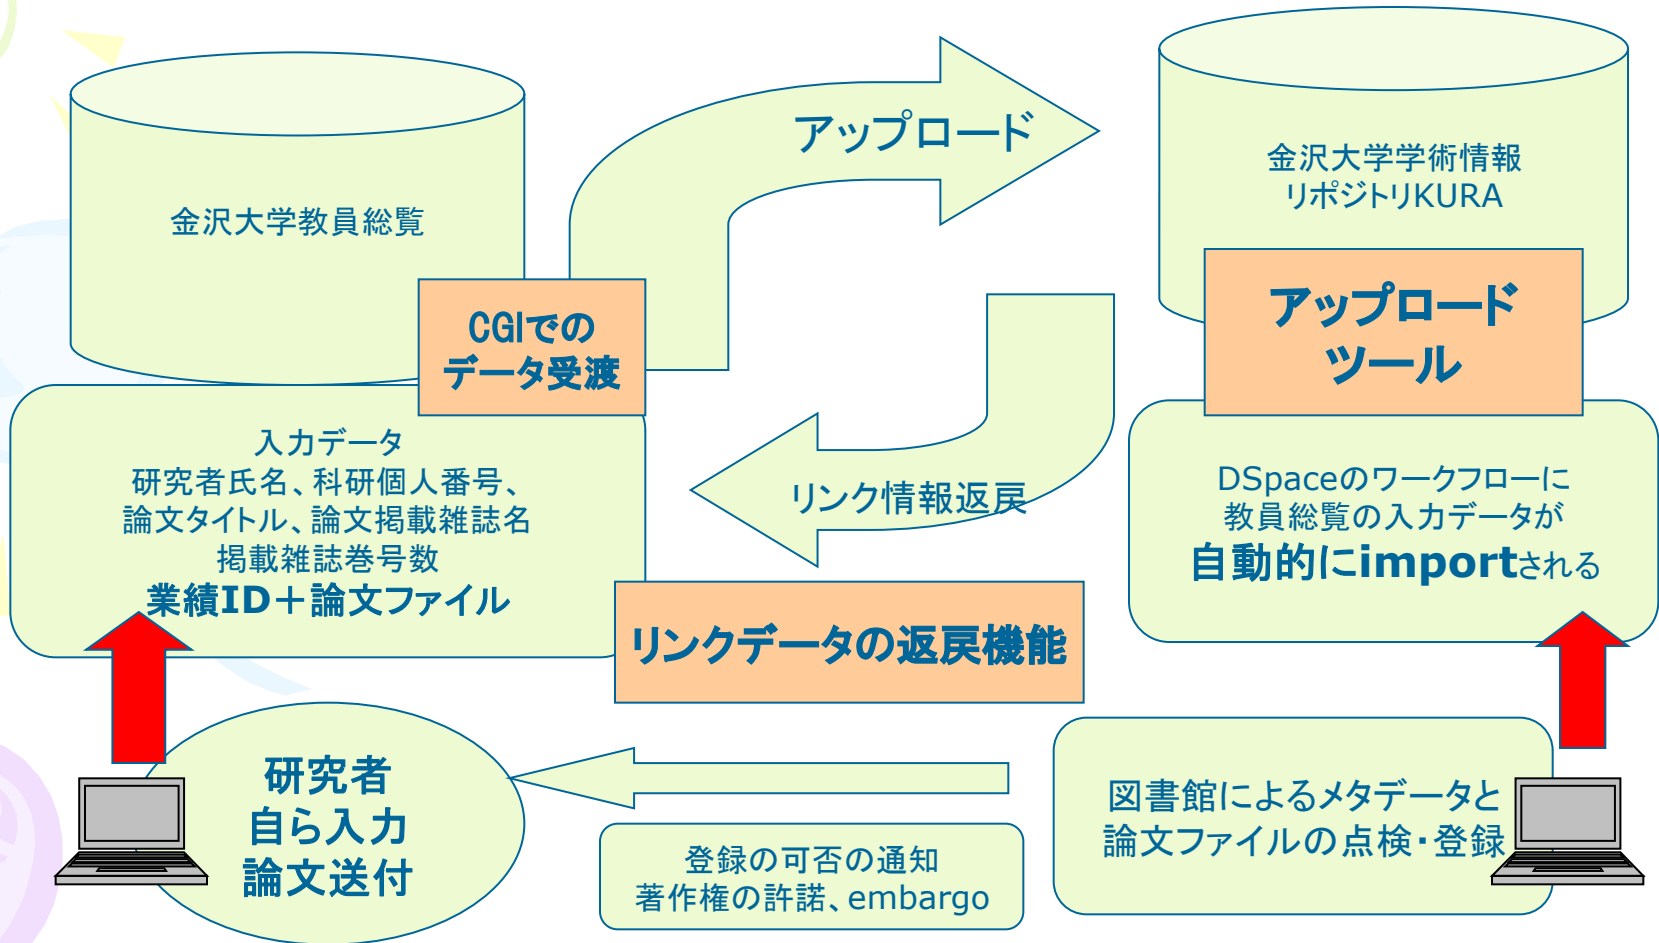 金沢大学教員総覧
アップロード
金沢大学学術情報
リポジトリKURA
CGIでの
データ受渡
アップロード
ツール
入力データ
研究者氏名、科研個人番号、
論文タイトル、論文掲載雑誌名
掲載雑誌巻号数
業績ID＋論文ファイル
リンク情報返戻
DSpaceのワークフローに
教員総覧の入力データが
自動的にimportされる
リンクデータの返戻機能
研究者
自ら入力
論文送付
登録の可否の通知
著作権の許諾、embargo
図書館によるメタデータと
論文ファイルの点検・登録